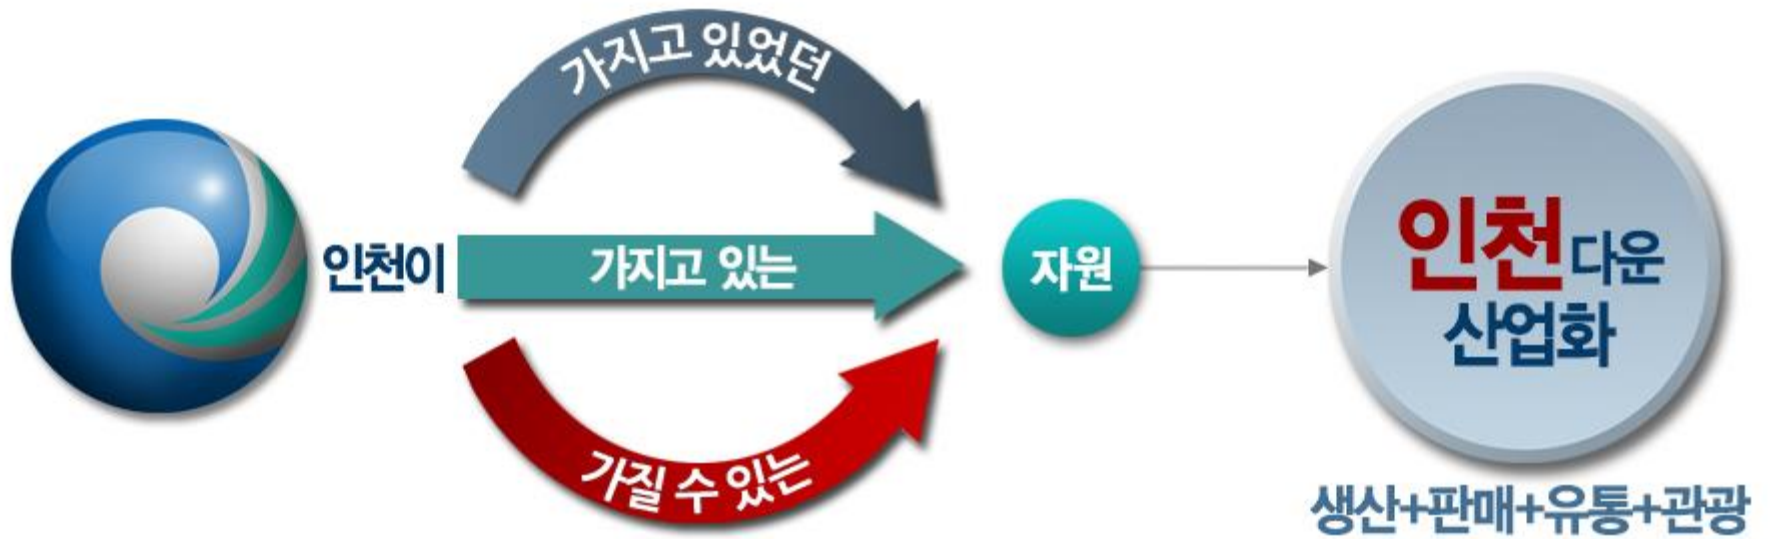 인천이
가지고 있었던
가지고 있는
가질 수 있는
자원
인천다운
산업화
생산+판매+유통+관광